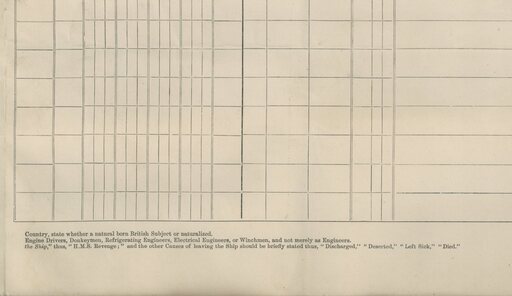 Country, state whether a natural born British Subject or naturalized.
Engine Drivers, Donkeymen, Refrigerating Engineers, Electrical Engineers, or Winchmen, and not merely as Engineers.
the Ship," thus, "H.M.S. Revenge;" and the other Causes of leaving the Ship should be briefly stated thus, "Discharged," "Deserted," "Left Sick," "Died."